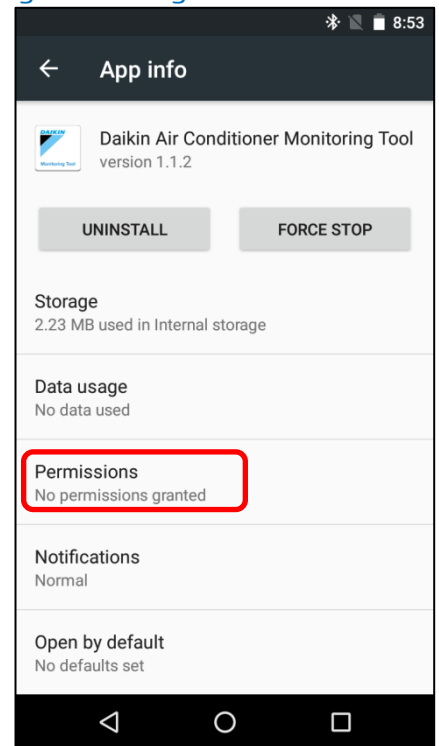 8:53
App info
DAIKIN
Monitoring Tool
Daikin Air Conditioner Monitoring Tool
version 1.1.2
UNINSTALL FORCE STOP
Storage
2.23 MB used in Internal storage
Data usage
No data used
Permissions
No permissions granted
Notifications
Normal
Open by default
No defaults set